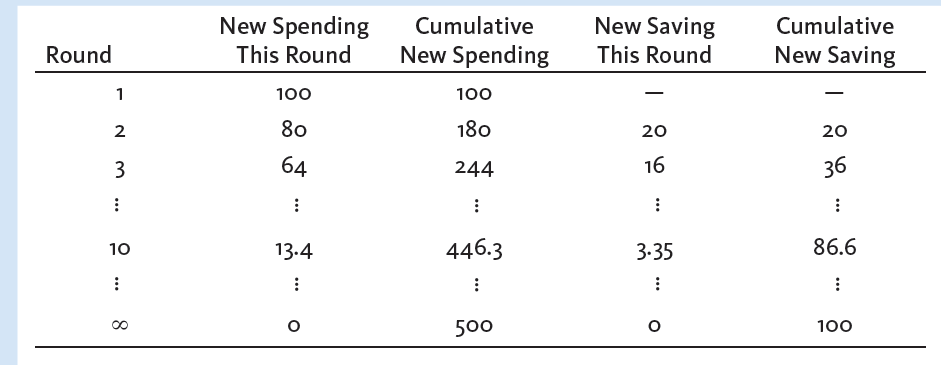 New Spending Cumulative New Saving Cumulative
Round This Round New Spending This Round New Saving
1 100 100 — —
2 80 180 20 20
3 64 244 16 36
⋮ ⋮ ⋮ ⋮ ⋮
10 13.4 446.3 3.35 86.6
⋮ ⋮ ⋮ ⋮ ⋮
∞ 0 500 0 100